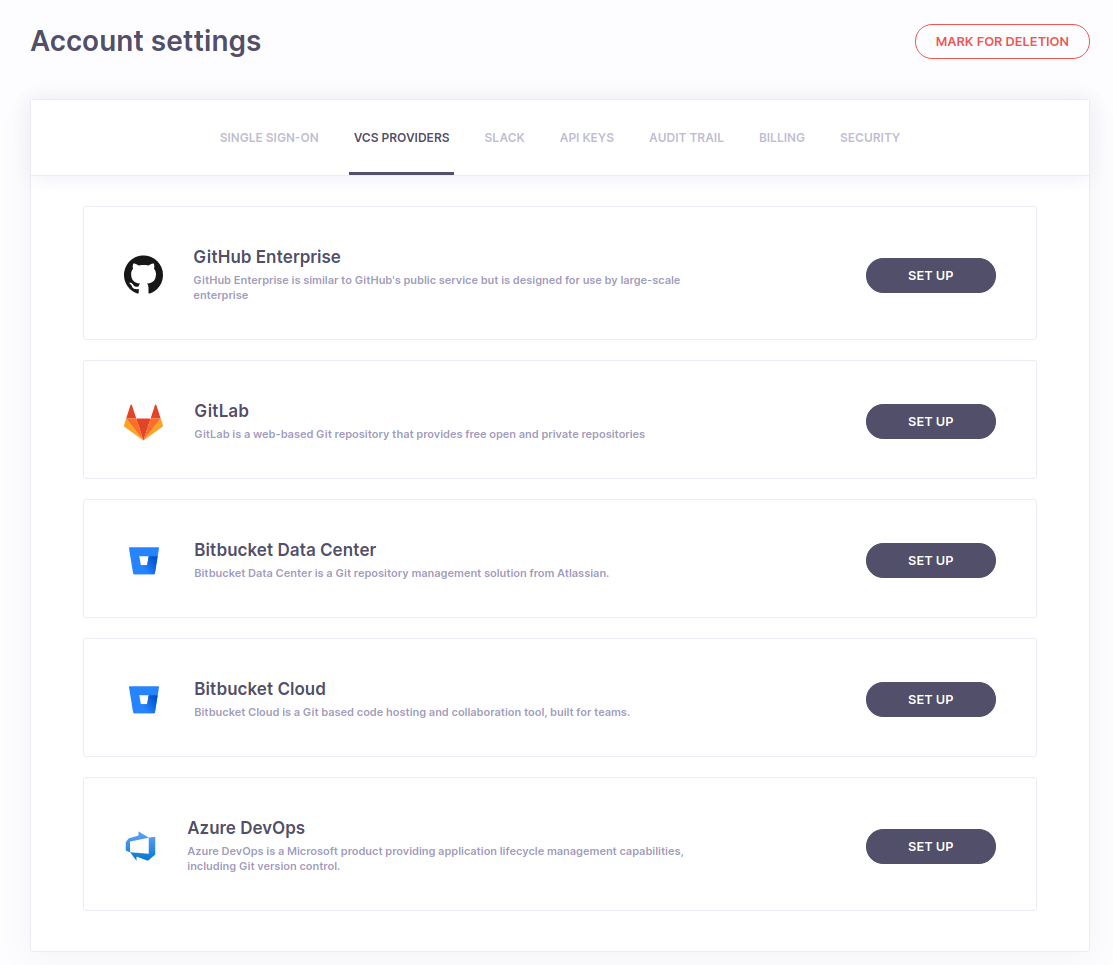 Account settings
MARK FOR DELETION
SINGLE SIGN-ON VCS PROVIDERS SLACK API KEYS AUDIT TRAIL BILLING SECURITY
GitHub Enterprise
GitHub Enterprise is similar to GitHub's public service but is designed for use by large-scale
enterprise
SET UP
GitLab
GitLab is a web-based Git repository that provides free open and private repositories
SET UP
Bitbucket Data Center
Bitbucket Data Center is a Git repository management solution from Atlassian.
SET UP
Bitbucket Cloud
Bitbucket Cloud is a Git based code hosting and collaboration tool, built for teams.
SET UP
Azure DevOps
Azure DevOps is a Microsoft product providing application lifecycle management capabilities,
including Git version control.
SET UP